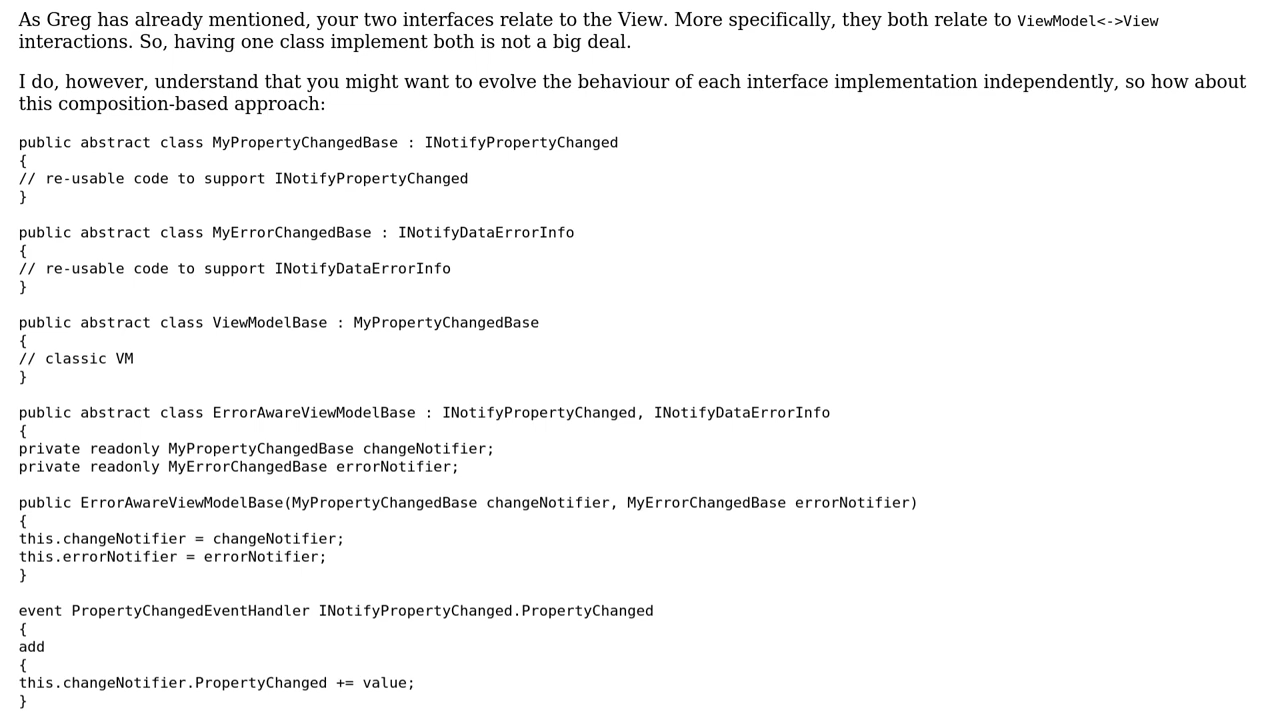 As Greg has already mentioned, your two interfaces relate to the View. More specifically, they both relate to ViewModel<->View
interactions. So, having one class implement both is not a big deal.
I do, however, understand that you might want to evolve the behaviour of each interface implementation independently, so how about
this composition-based approach:
public abstract class MyPropertyChangedBase : INotifyPropertyChanged
{
// re-usable code to support INotifyPropertyChanged
}
public abstract class MyErrorChangedBase : INotifyDataErrorInfo
{
// re-usable code to support INotifyDataErrorInfo
}
public abstract class ViewModelBase : MyPropertyChangedBase
{
// classic VM
}
public abstract class ErrorAwareViewModelBase : INotifyPropertyChanged, INotifyDataErrorInfo
{
private readonly MyPropertyChangedBase changeNotifier;
private readonly MyErrorChangedBase errorNotifier;
public ErrorAwareViewModelBase(MyPropertyChangedBase changeNotifier, MyErrorChangedBase errorNotifier)
{
this.changeNotifier = changeNotifier;
this.errorNotifier = errorNotifier;
}
event PropertyChangedEventHandler INotifyPropertyChanged.PropertyChanged
{
add
{
this.changeNotifier.PropertyChanged += value;
}